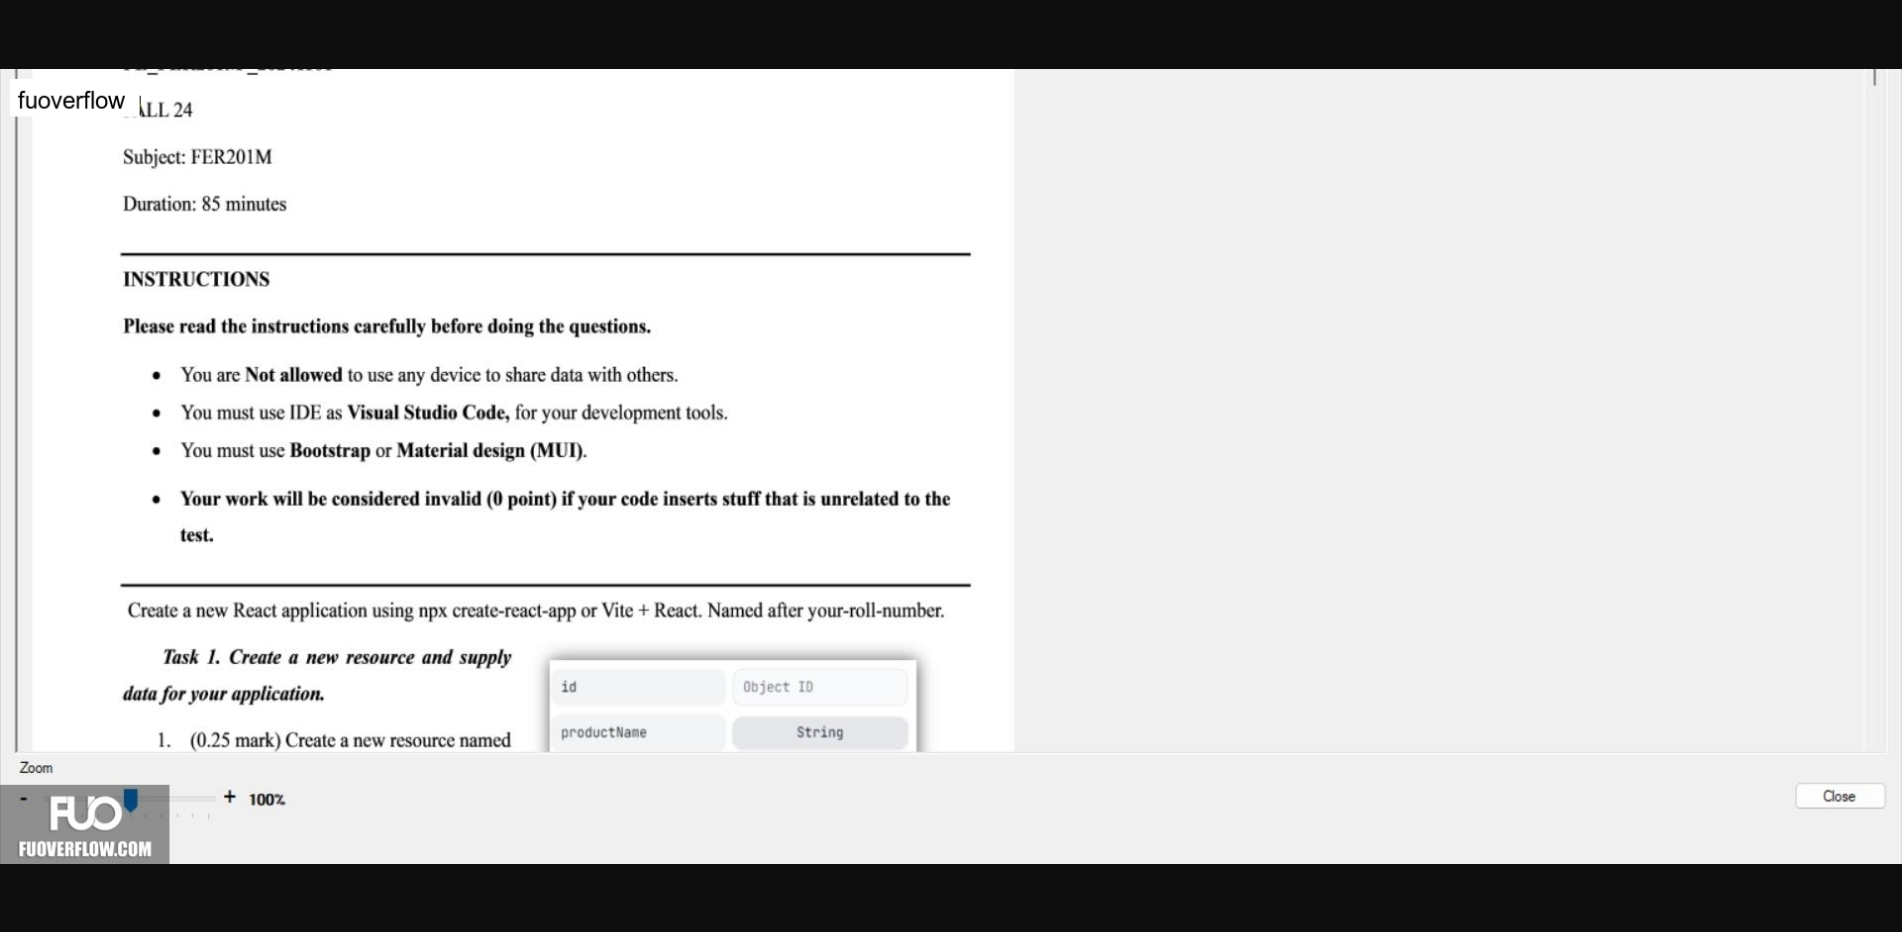 fuoverflow
ALL 24
Subject: FER201M
Duration: 85 minutes
INSTRUCTIONS
Please read the instructions carefully before doing the questions.
• You are Not allowed to use any device to share data with others.
• You must use IDE as Visual Studio Code, for your development tools.
• You must use Bootstrap or Material design (MUI).
• Your work will be considered invalid (0 point) if your code inserts stuff that is unrelated to the
test.
Create a new React application using npx create-react-app or Vite + React. Named after your-roll-number.
Task 1. Create a new resource and supply
data for your application.
1. (0.25 mark) Create a new resource named
id Object ID
productName String
Zoom
- + 100%
Close
FUO
FUOVERFLOW.COM